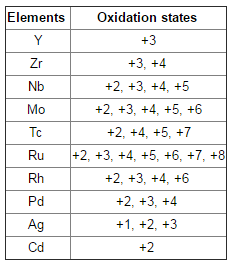 Elements Oxidation states
Y +3
Zr +3, +4
Nb +2, +3, +4, +5
Mo +2, +3, +4, +5, +6
Tc +2, +4, +5, +7
Ru +2, +3, +4, +5, +6, +7, +8
Rh +2, +3, +4, +6
Pd +2, +3, +4
Ag +1, +2, +3
Cd +2